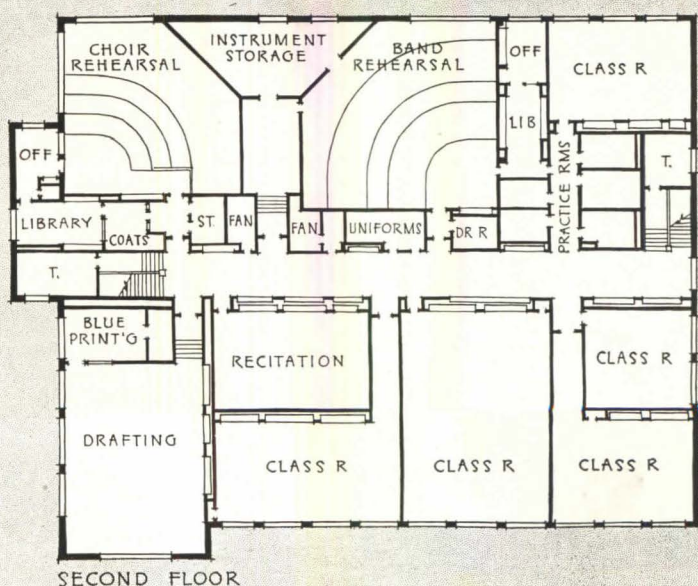 CHOIR
REHEARSAL
INSTRUMENT
STORAGE
BAND
REHEARSAL
OFF
CLASS R
LIB
OFF
PRACTICE RMS
T.
LIBRARY
COATS
ST.
FAN
FAN
UNIFORMS
DR R
T.
BLUE
PRINT'G
RECITATION
CLASS R
DRAFTING
CLASS R
CLASS R
CLASS R
SECOND FLOOR